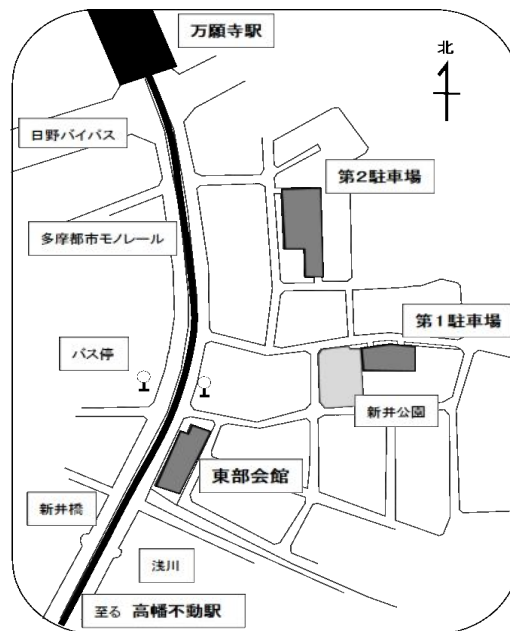 万願寺駅
北
日野バイパス
第2駐車場
多摩都市モノレール
第1駐車場
バス停
新井公園
東部会館
新井橋
浅川
至る 高幡不動駅